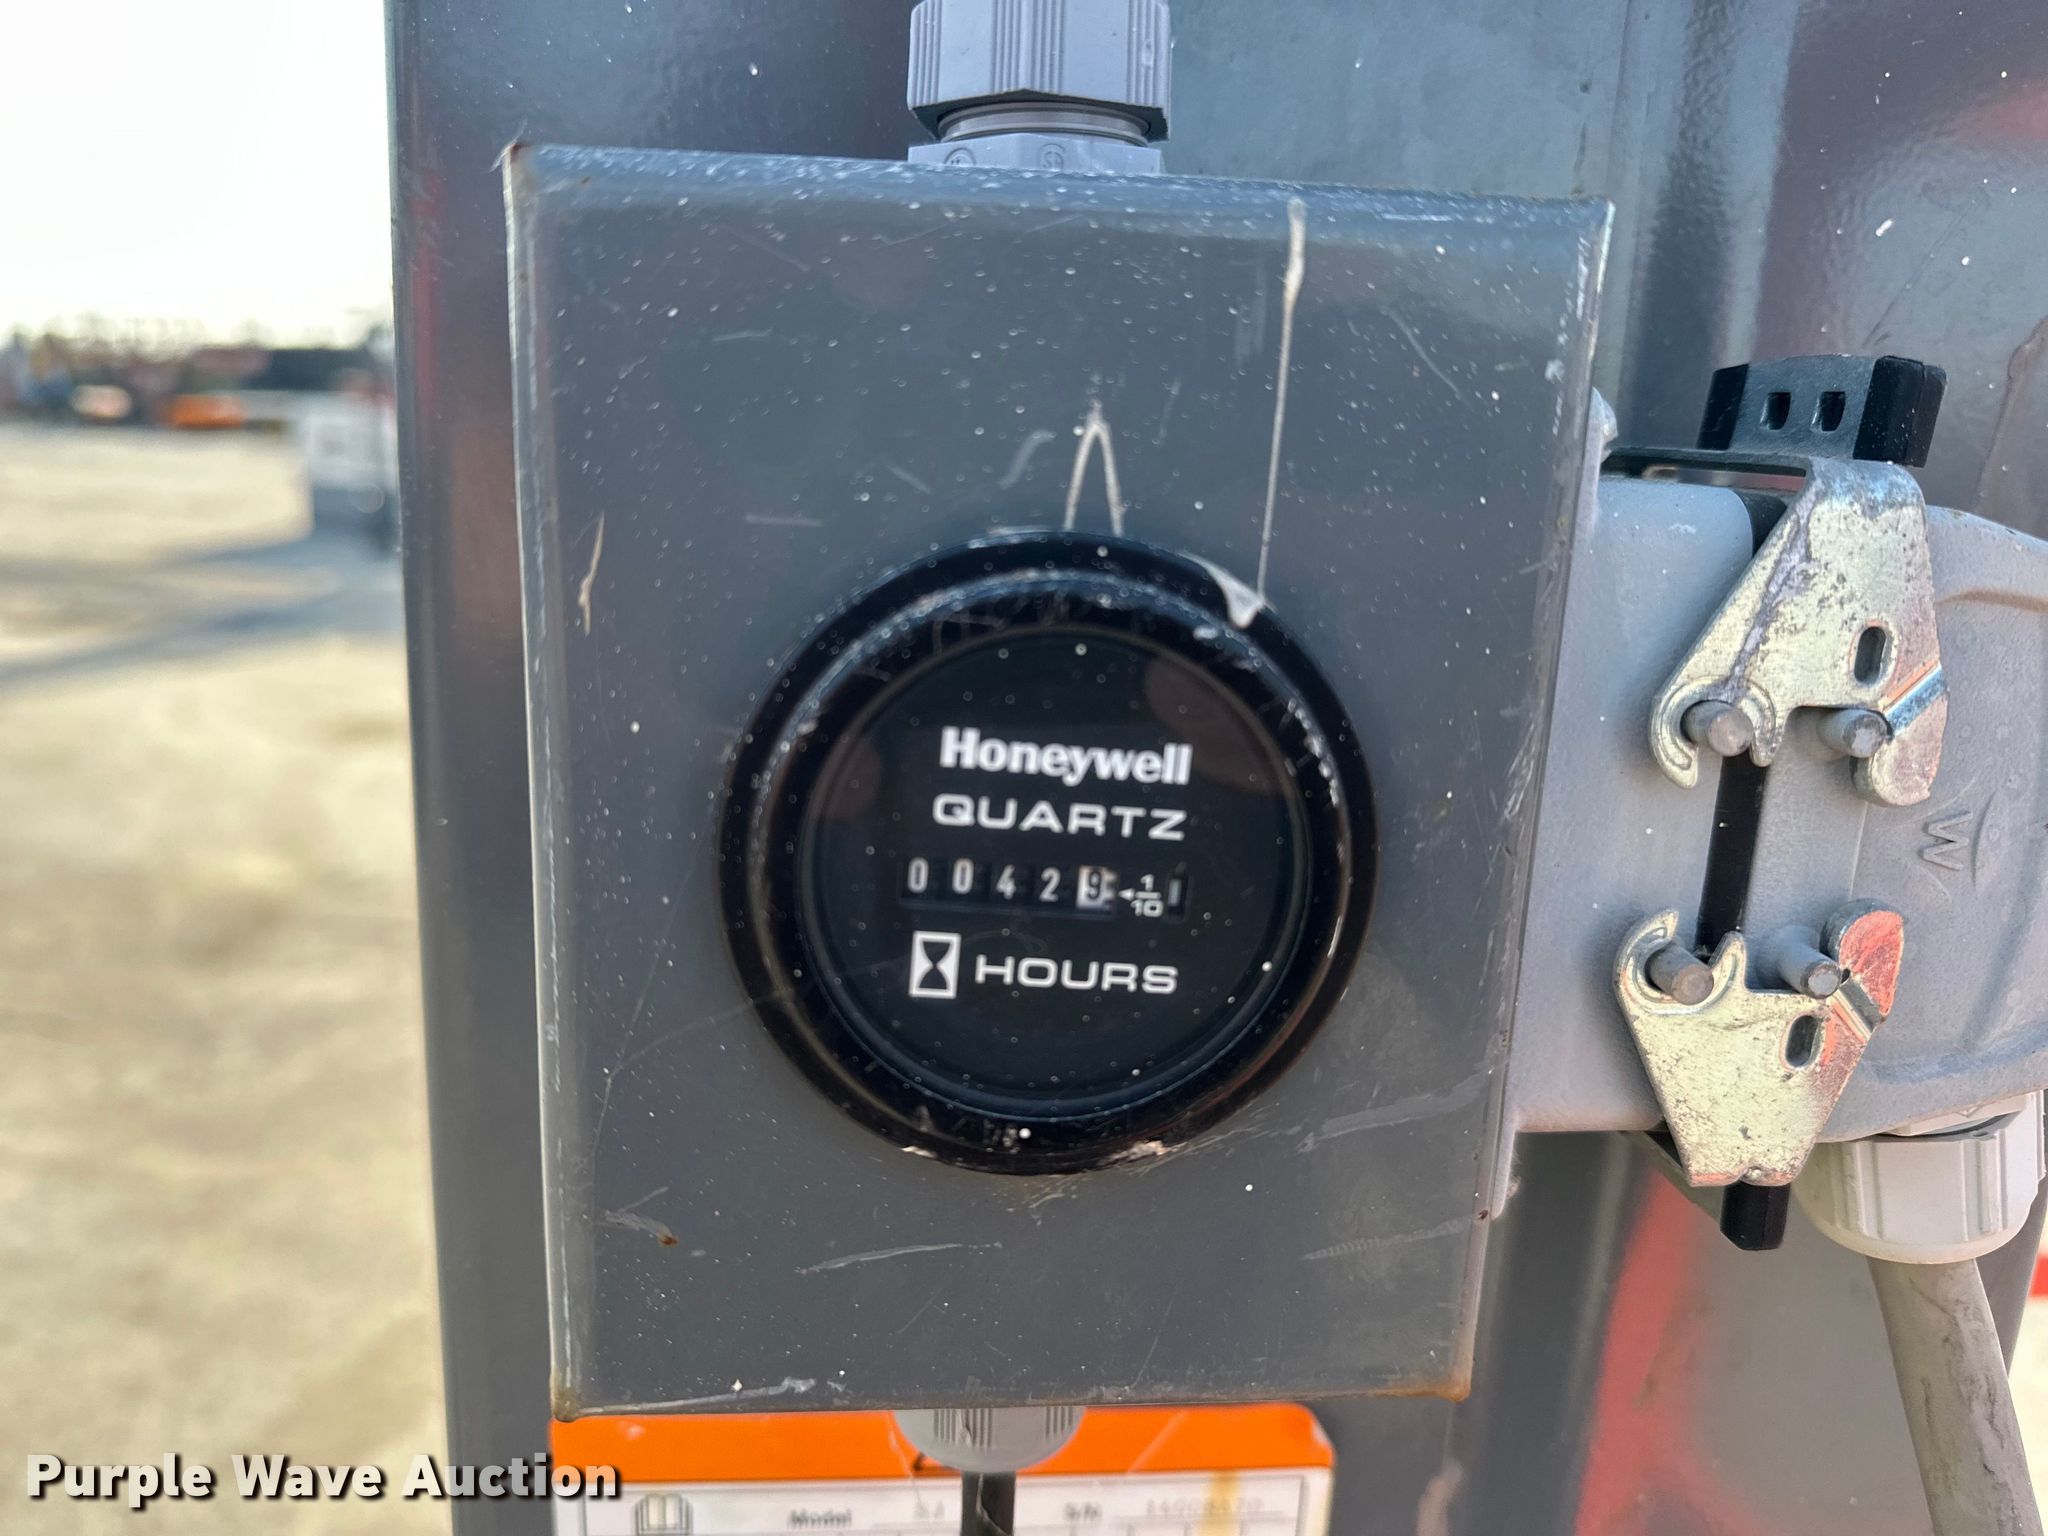 Honeywell
QUARTZ
0 0 4 2 9 1/10
HOURS
W
Model S/N
Purple Wave Auction